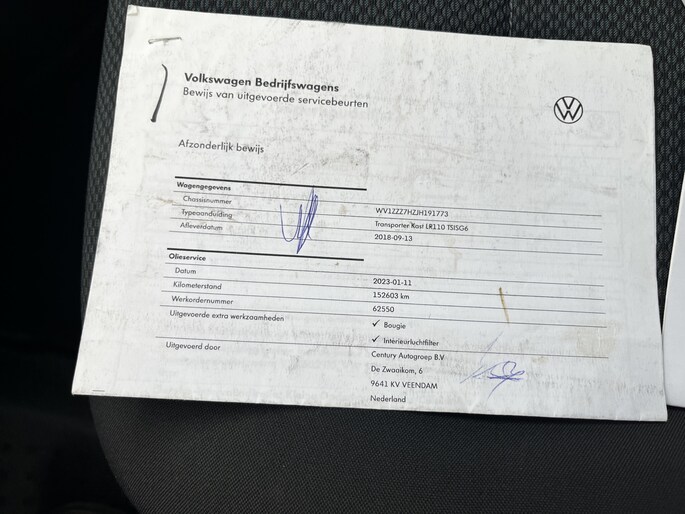 Volkswagen Bedrijfswagens
Bewijs van uitgevoerde servicebeurten
Afzonderlijk bewijs
Wagengegevens
Chassisnummer WV1ZZZ7HZJH191773
Typeaanduiding Transporter Kast LR110 TSI5G6
Afleverdatum 2018-09-13
Olieservice
Datum 2023-01-11
Kilometerstand 152603 km
Werkordernummer 62550
Uitgevoerde extra werkzaamheden ✓ Bougie
✓ Interieurluchtfilter
Uitgevoerd door Century Autogroep B.V
De Zwaaikom, 6
9641 KV VEENDAM
Nederland